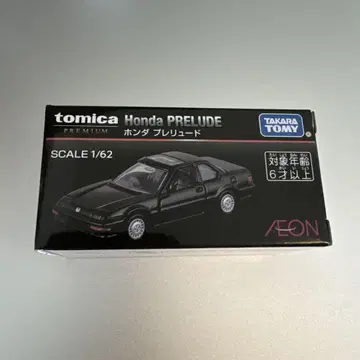 tomica Honda PRELUDE
PREMIUM ホンダ プレリュード
TAKARA
TOMY
SCALE 1/62
対象年齢
6才以上
ÆON